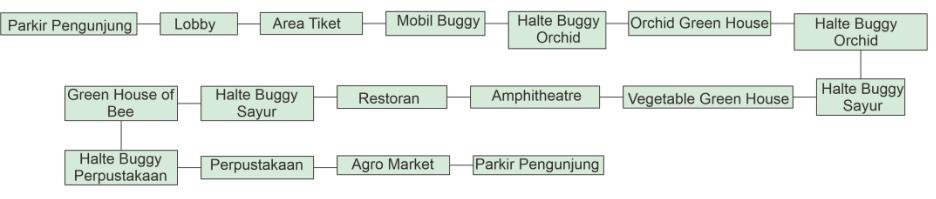 Parkir Pengunjung
Lobby
Area Tiket
Mobil Buggy
Halte Buggy
Orchid
Orchid Green House
Halte Buggy
Orchid
Halte Buggy
Sayur
Vegetable Green House
Amphitheatre
Restoran
Halte Buggy
Sayur
Green House of
Bee
Halte Buggy
Perpustakaan
Perpustakaan
Agro Market
Parkir Pengunjung